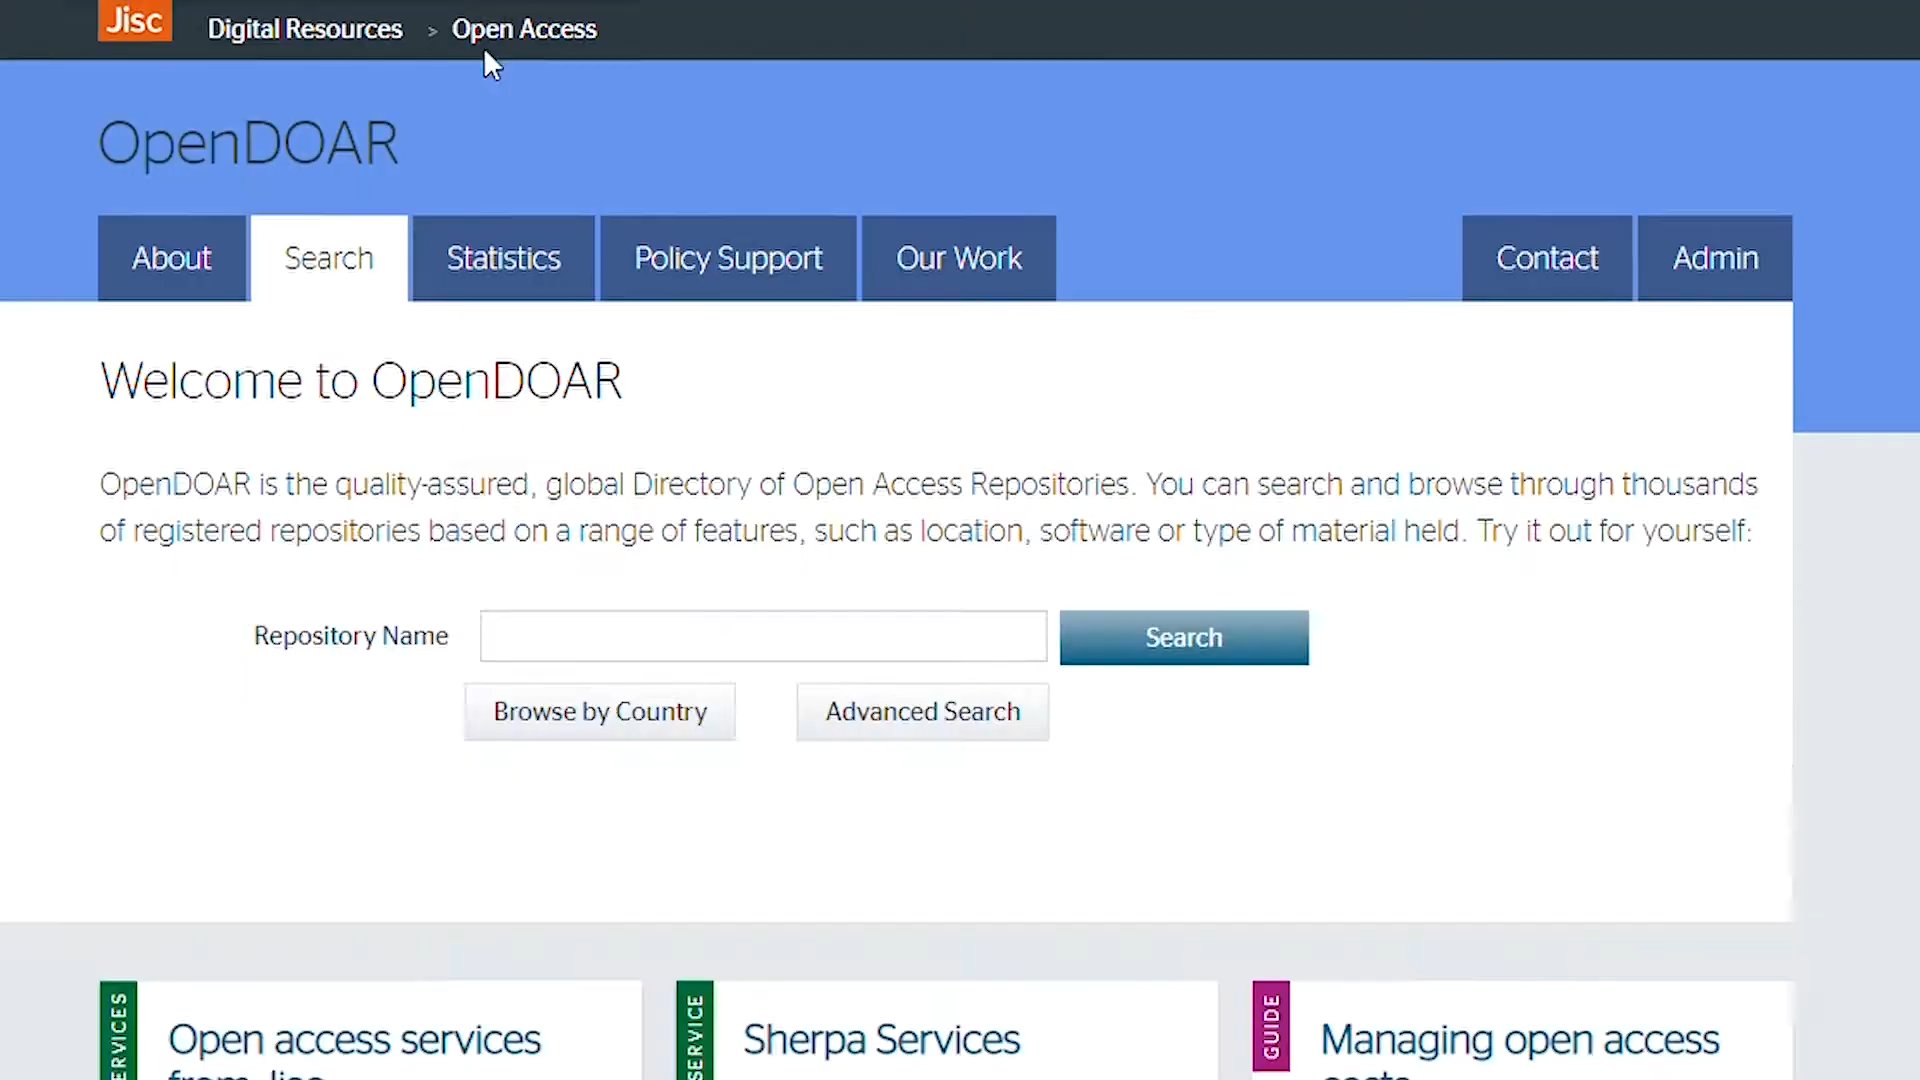 Jisc Digital Resources > Open Access
OpenDOAR
About Search Statistics Policy Support Our Work Contact Admin
Welcome to OpenDOAR
OpenDOAR is the quality-assured, global Directory of Open Access Repositories. You can search and browse through thousands
of registered repositories based on a range of features, such as location, software or type of material held. Try it out for yourself:
Repository Name Search
Browse by Country Advanced Search
Open access services
from Jisc
SERVICE
Sherpa Services
GUIDE
Managing open access
costs